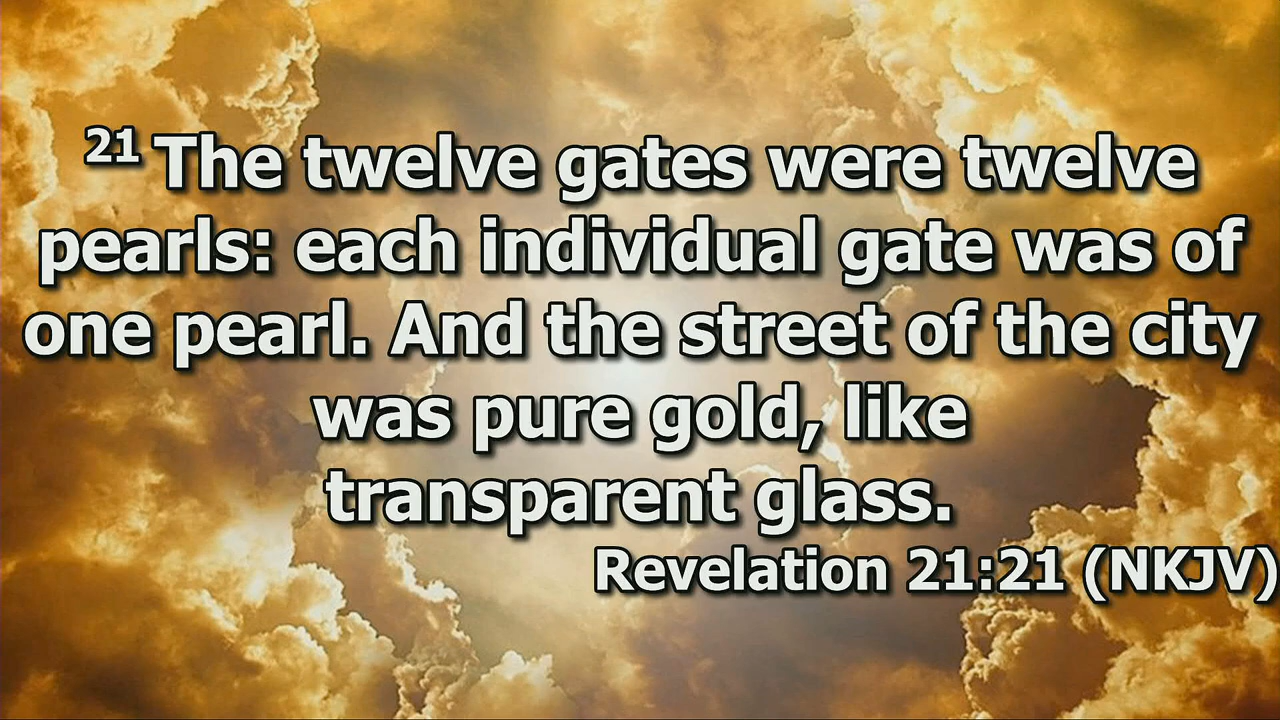 21 The twelve gates were twelve
pearls: each individual gate was of
one pearl. And the street of the city
was pure gold, like
transparent glass.
Revelation 21:21 (NKJV)